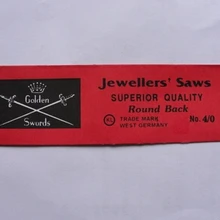 Golden
Swords
Jewellers' Saws
SUPERIOR QUALITY
Round Back
TRADE MARK
WEST GERMANY
No. 4/0